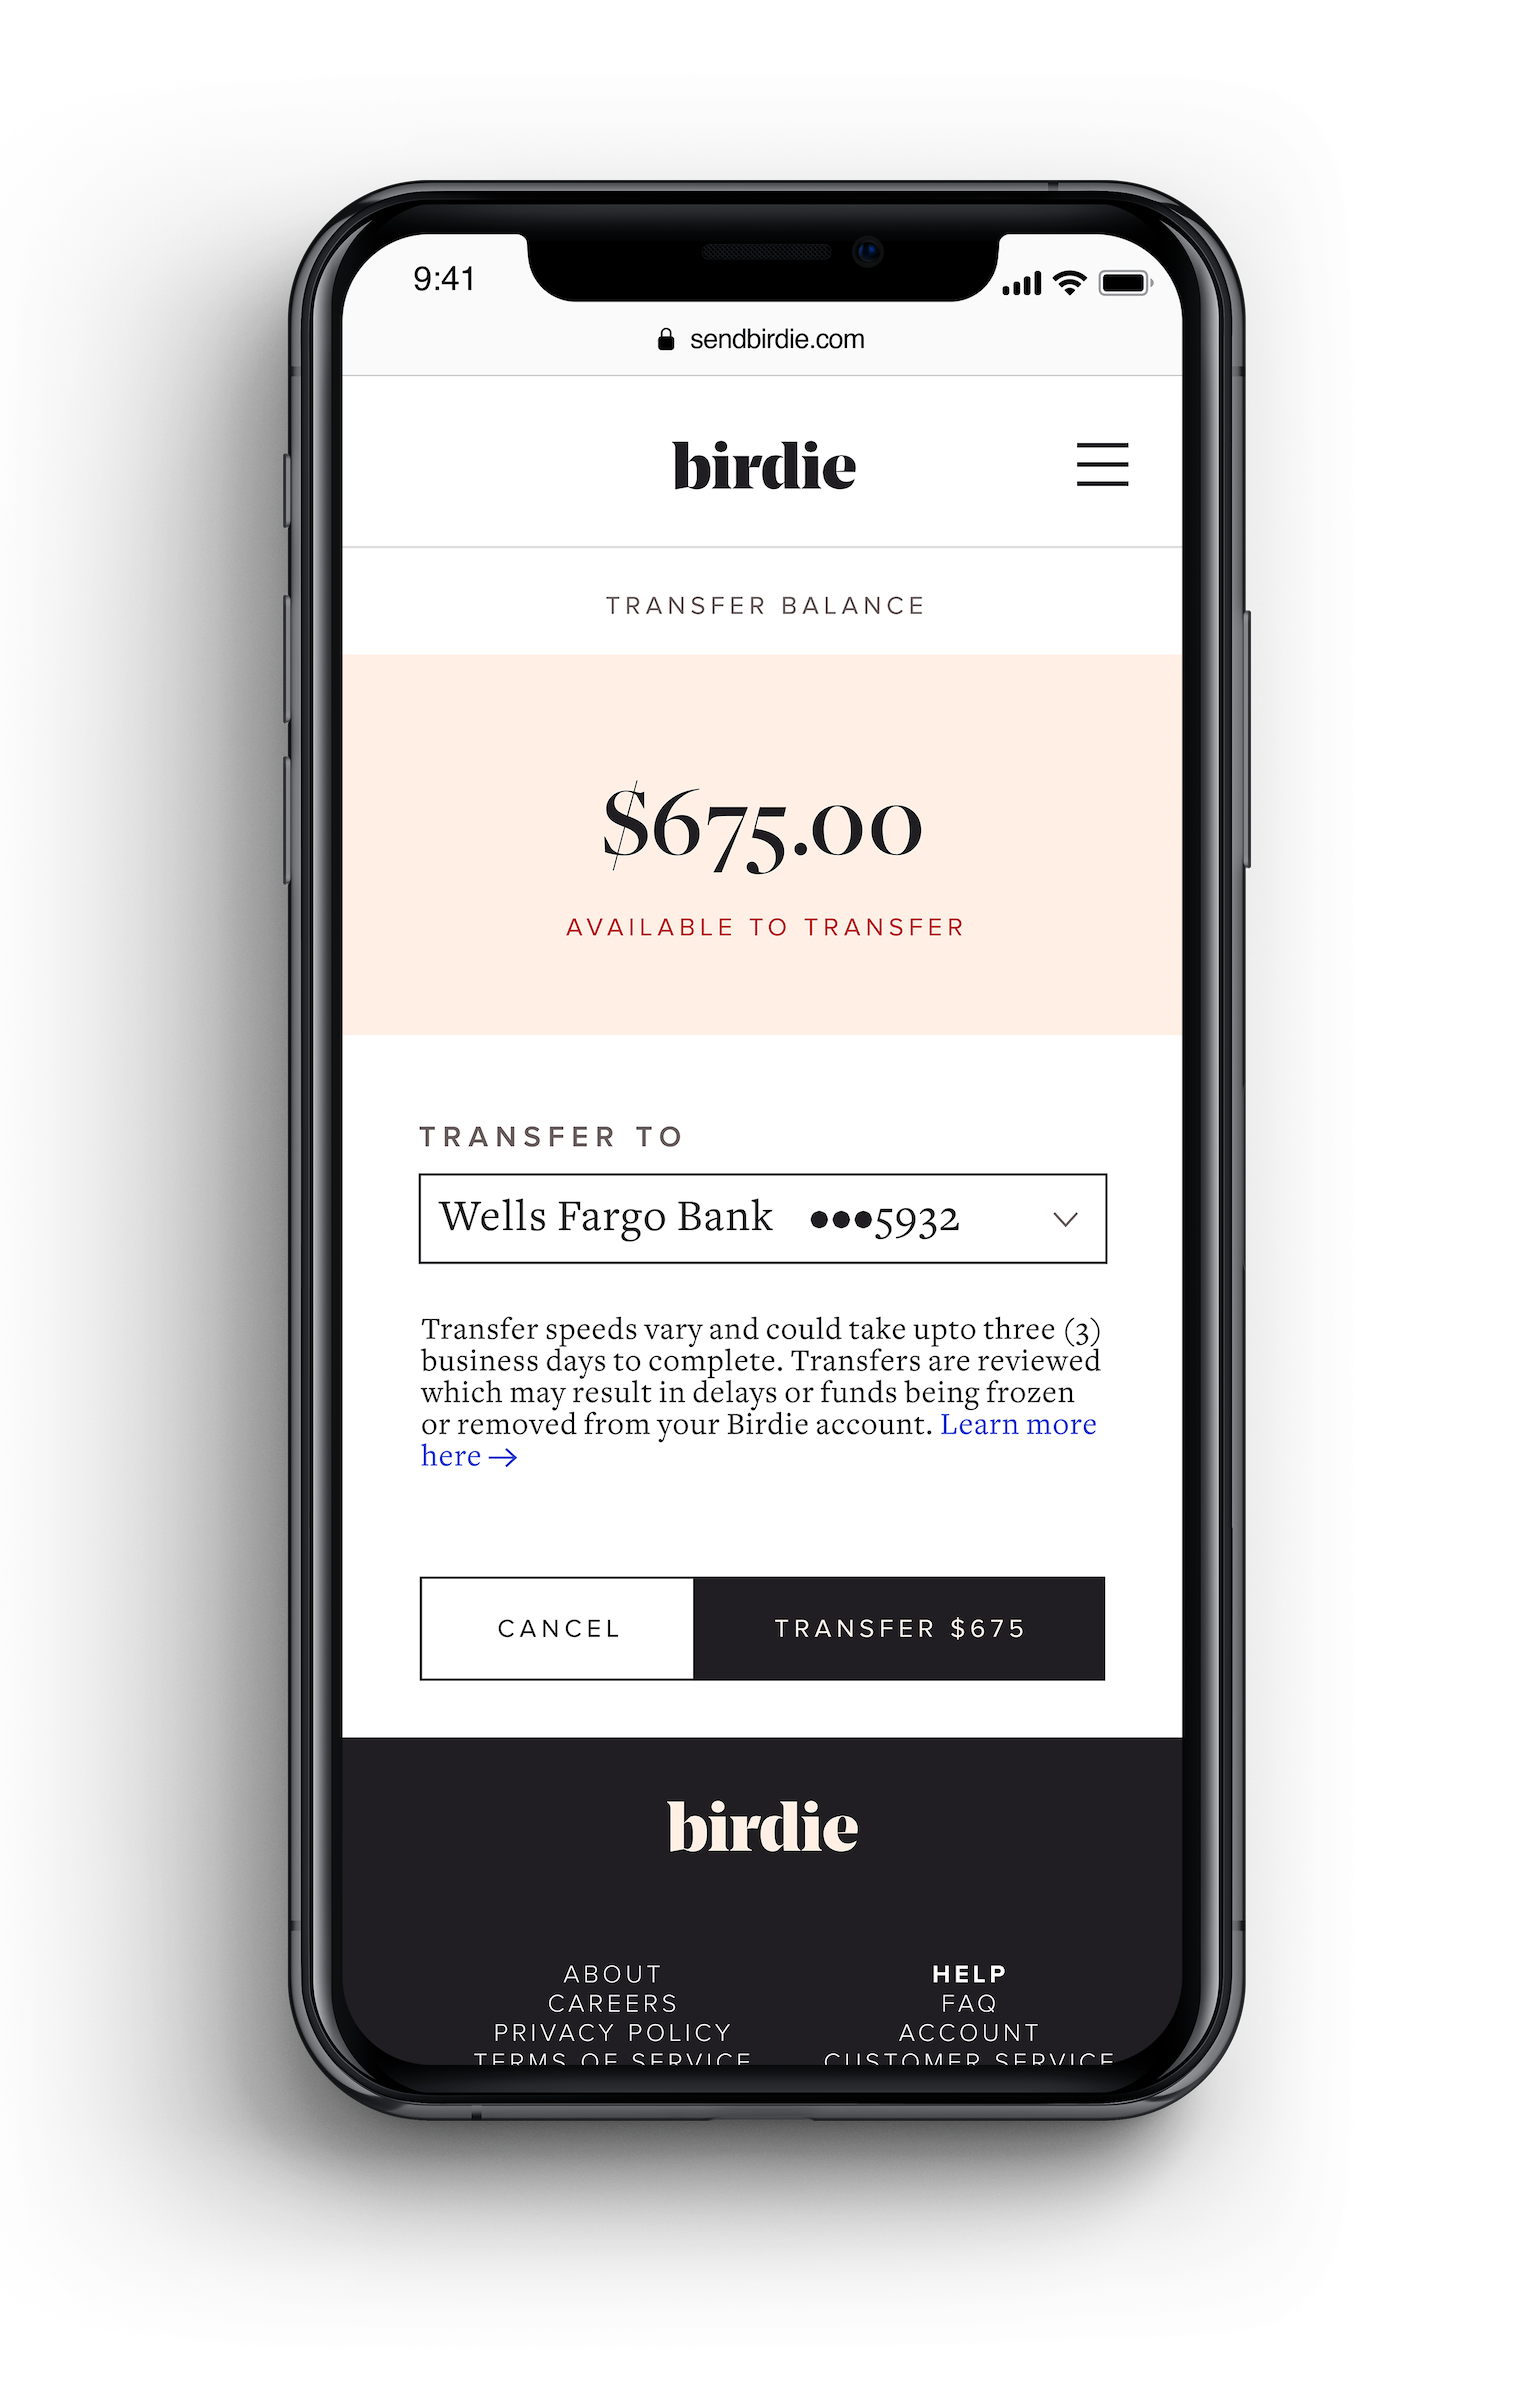 9:41
sendbirdie.com
birdie
TRANSFER BALANCE
$675.00
AVAILABLE TO TRANSFER
TRANSFER TO
Wells Fargo Bank ●●●5932
Transfer speeds vary and could take upto three (3)
business days to complete. Transfers are reviewed
which may result in delays or funds being frozen
or removed from your Birdie account. Learn more
here →
CANCEL
TRANSFER $675
birdie
ABOUT
CAREERS
PRIVACY POLICY
TERMS OF SERVICE
HELP
FAQ
ACCOUNT
CUSTOMER SERVICE